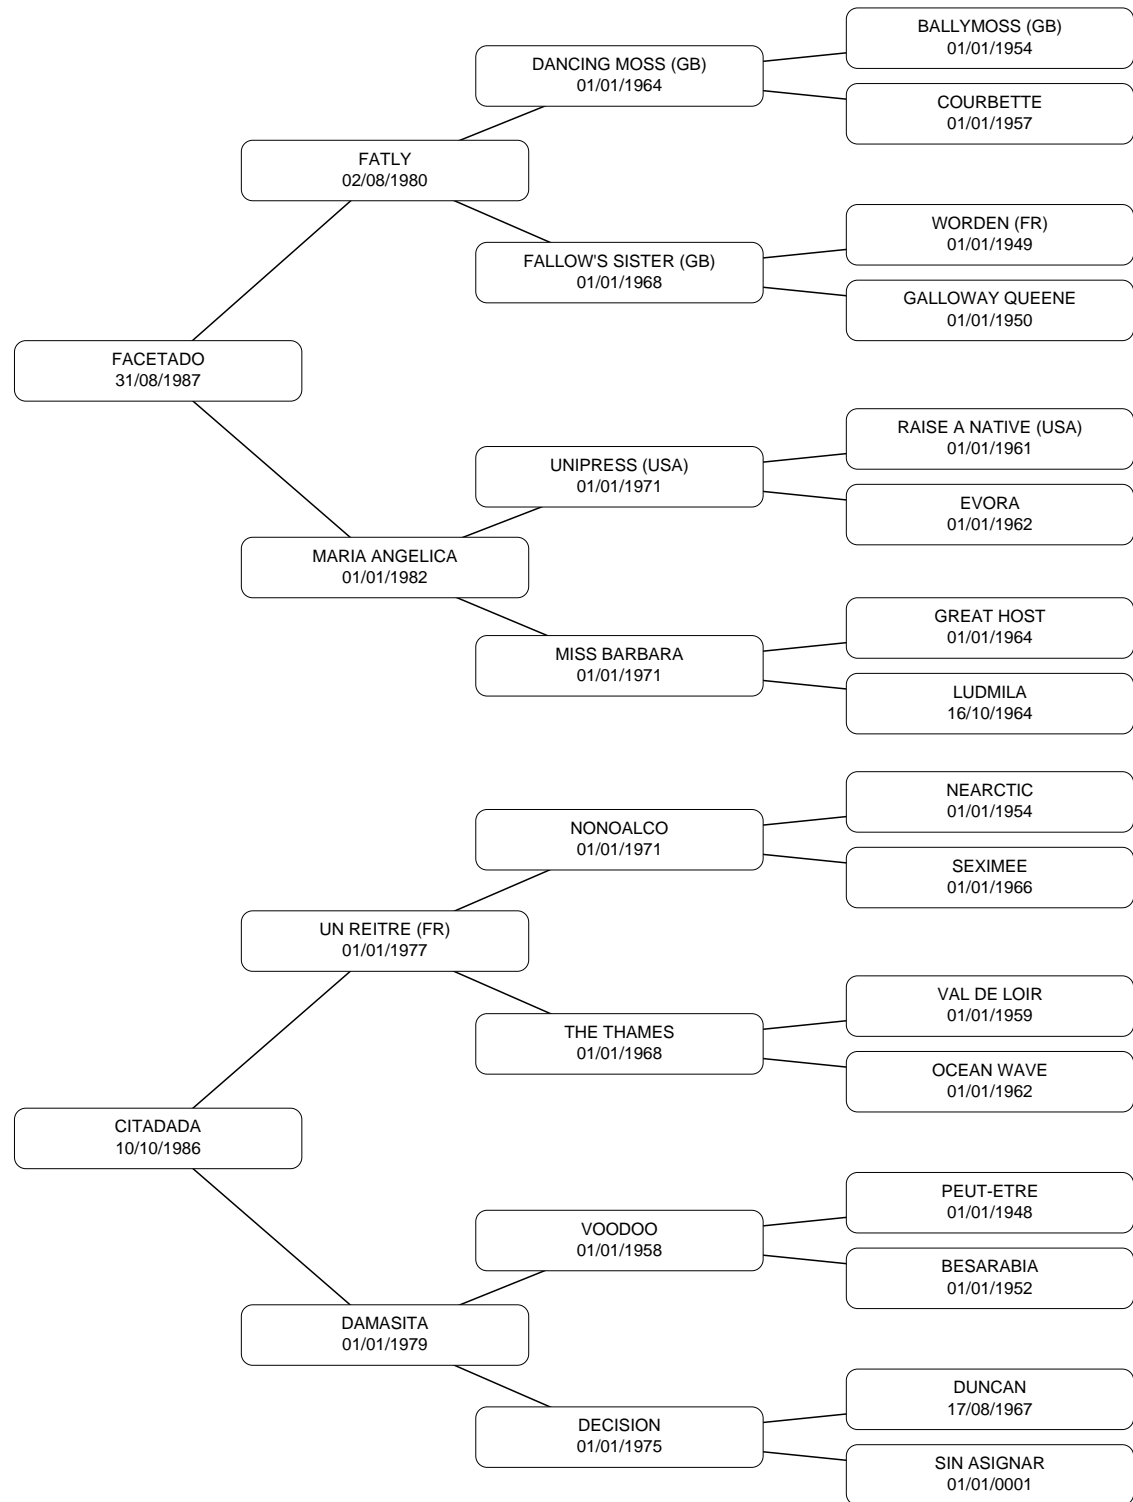 BALLYMOSS (GB)
01/01/1954
DANCING MOSS (GB)
01/01/1964
COURBETTE
01/01/1957
FATLY
02/08/1980
WORDEN (FR)
01/01/1949
FALLOW'S SISTER (GB)
01/01/1968
GALLOWAY QUEENE
01/01/1950
FACETADO
31/08/1987
RAISE A NATIVE (USA)
01/01/1961
UNIPRESS (USA)
01/01/1971
EVORA
01/01/1962
MARIA ANGELICA
01/01/1982
GREAT HOST
01/01/1964
MISS BARBARA
01/01/1971
LUDMILA
16/10/1964
NEARCTIC
01/01/1954
NONOALCO
01/01/1971
SEXIMEE
01/01/1966
UN REITRE (FR)
01/01/1977
VAL DE LOIR
01/01/1959
THE THAMES
01/01/1968
OCEAN WAVE
01/01/1962
CITADADA
10/10/1986
PEUT-ETRE
01/01/1948
VOODOO
01/01/1958
BESARABIA
01/01/1952
DAMASITA
01/01/1979
DUNCAN
17/08/1967
DECISION
01/01/1975
SIN ASIGNAR
01/01/0001